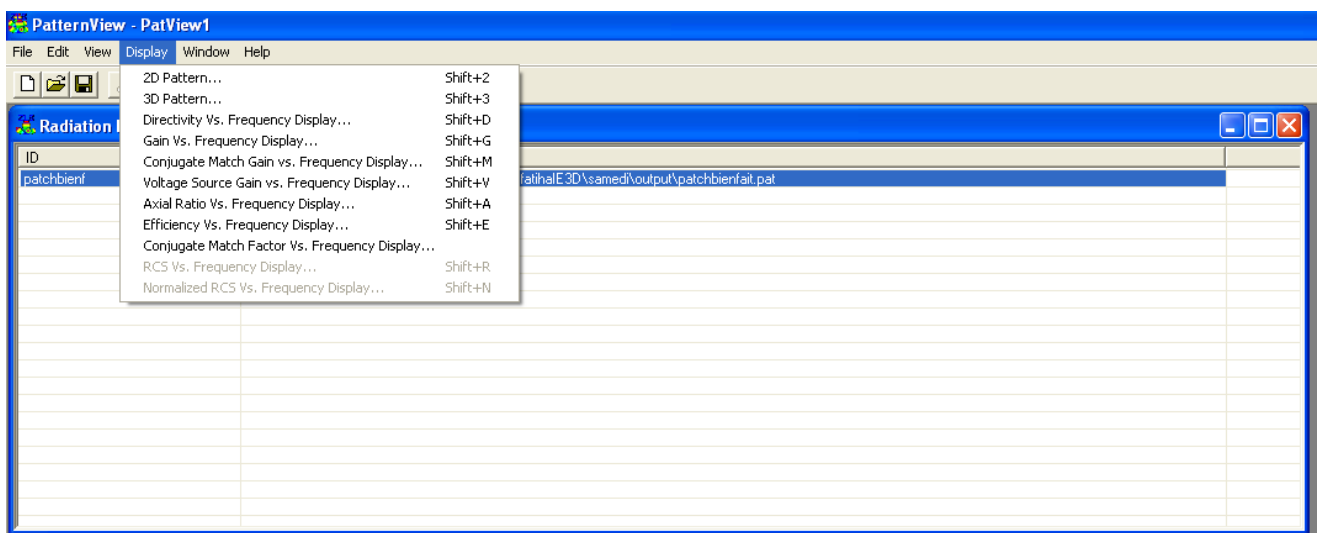 PatternView - PatView1
File Edit View Display Window Help
2D Pattern... Shift+2
3D Pattern... Shift+3
Directivity Vs. Frequency Display... Shift+D
Gain Vs. Frequency Display... Shift+G
Conjugate Match Gain vs. Frequency Display... Shift+M
Voltage Source Gain vs. Frequency Display... Shift+V
Axial Ratio Vs. Frequency Display... Shift+A
Efficiency Vs. Frequency Display... Shift+E
Conjugate Match Factor Vs. Frequency Display...
RCS Vs. Frequency Display... Shift+R
Normalized RCS Vs. Frequency Display... Shift+N
Radiation
ID
patchbienf fatihaIE3D\samedi\output\patchbienfait.pat